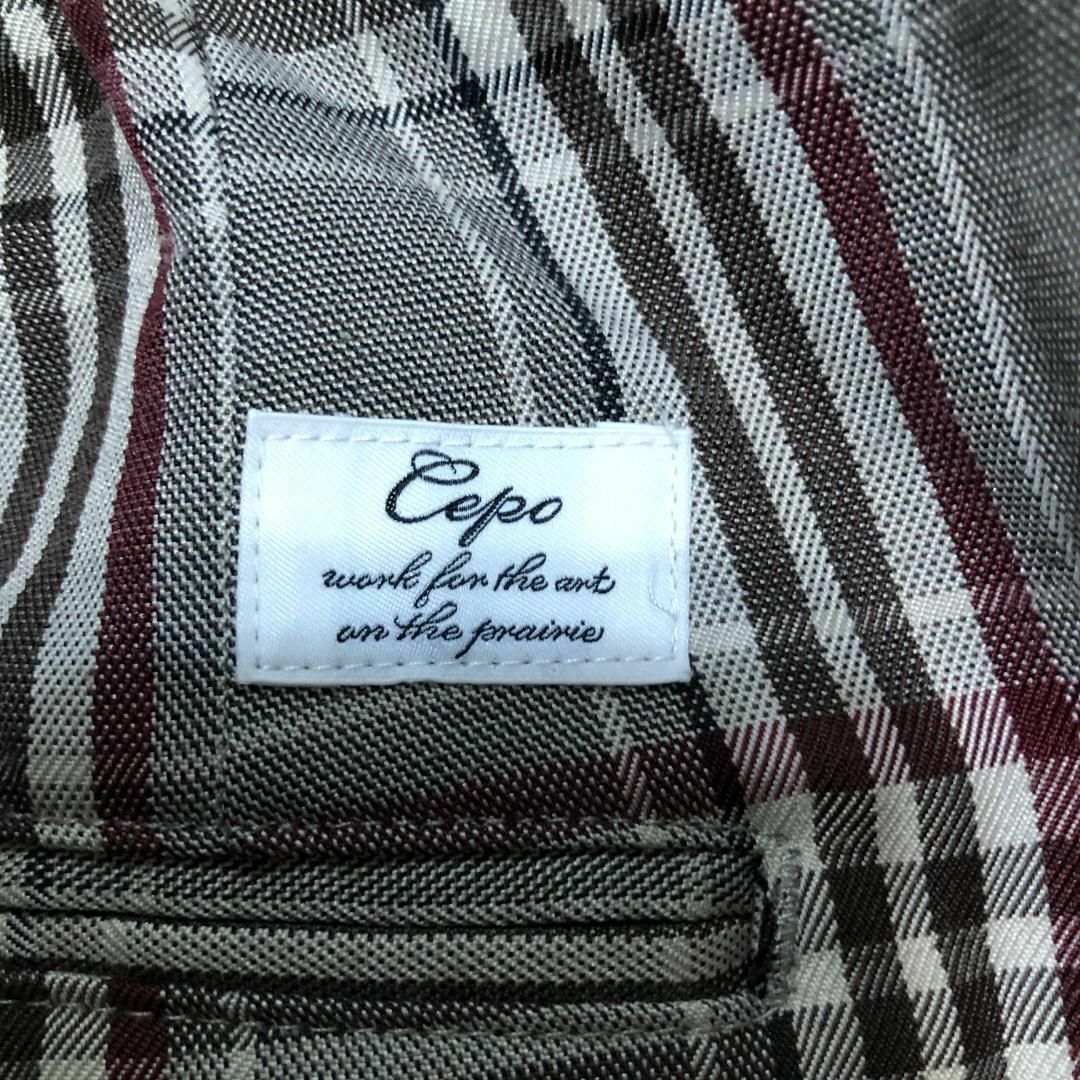 Cepo
work for the art
on the prairie